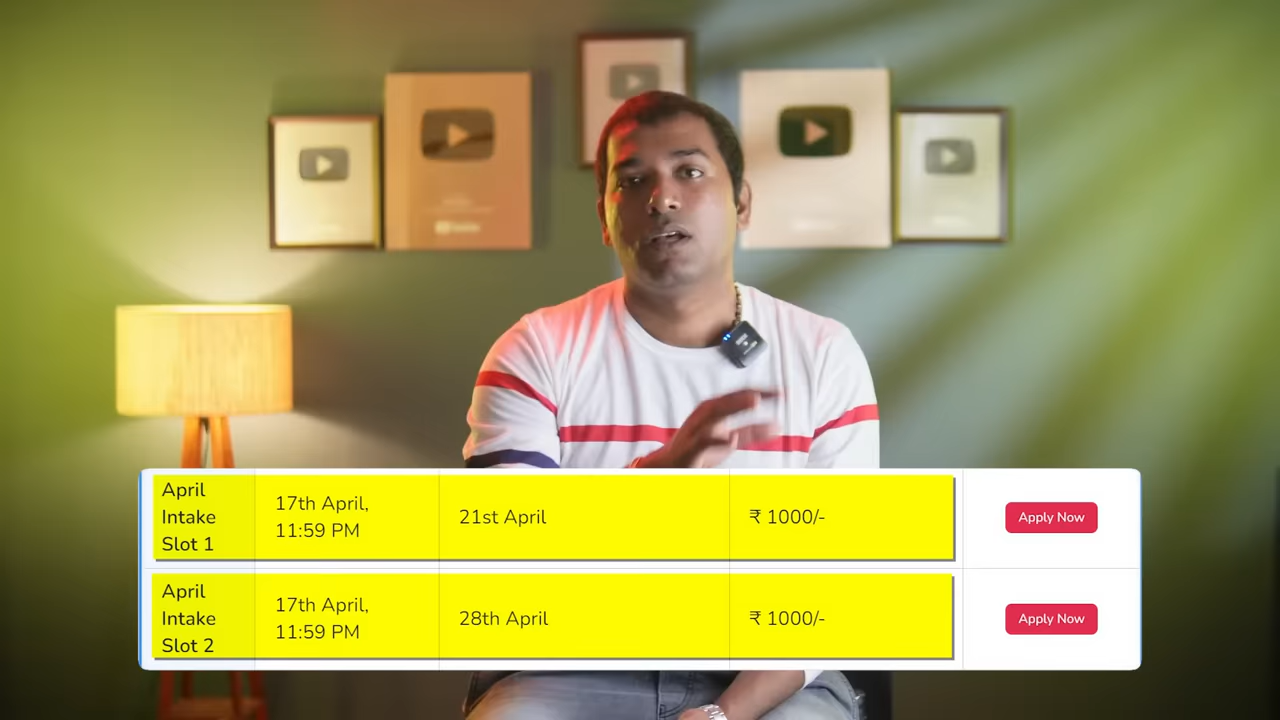 April
Intake
Slot 1
17th April,
11:59 PM
21st April
₹ 1000/-
Apply Now
April
Intake
Slot 2
17th April,
11:59 PM
28th April
₹ 1000/-
Apply Now